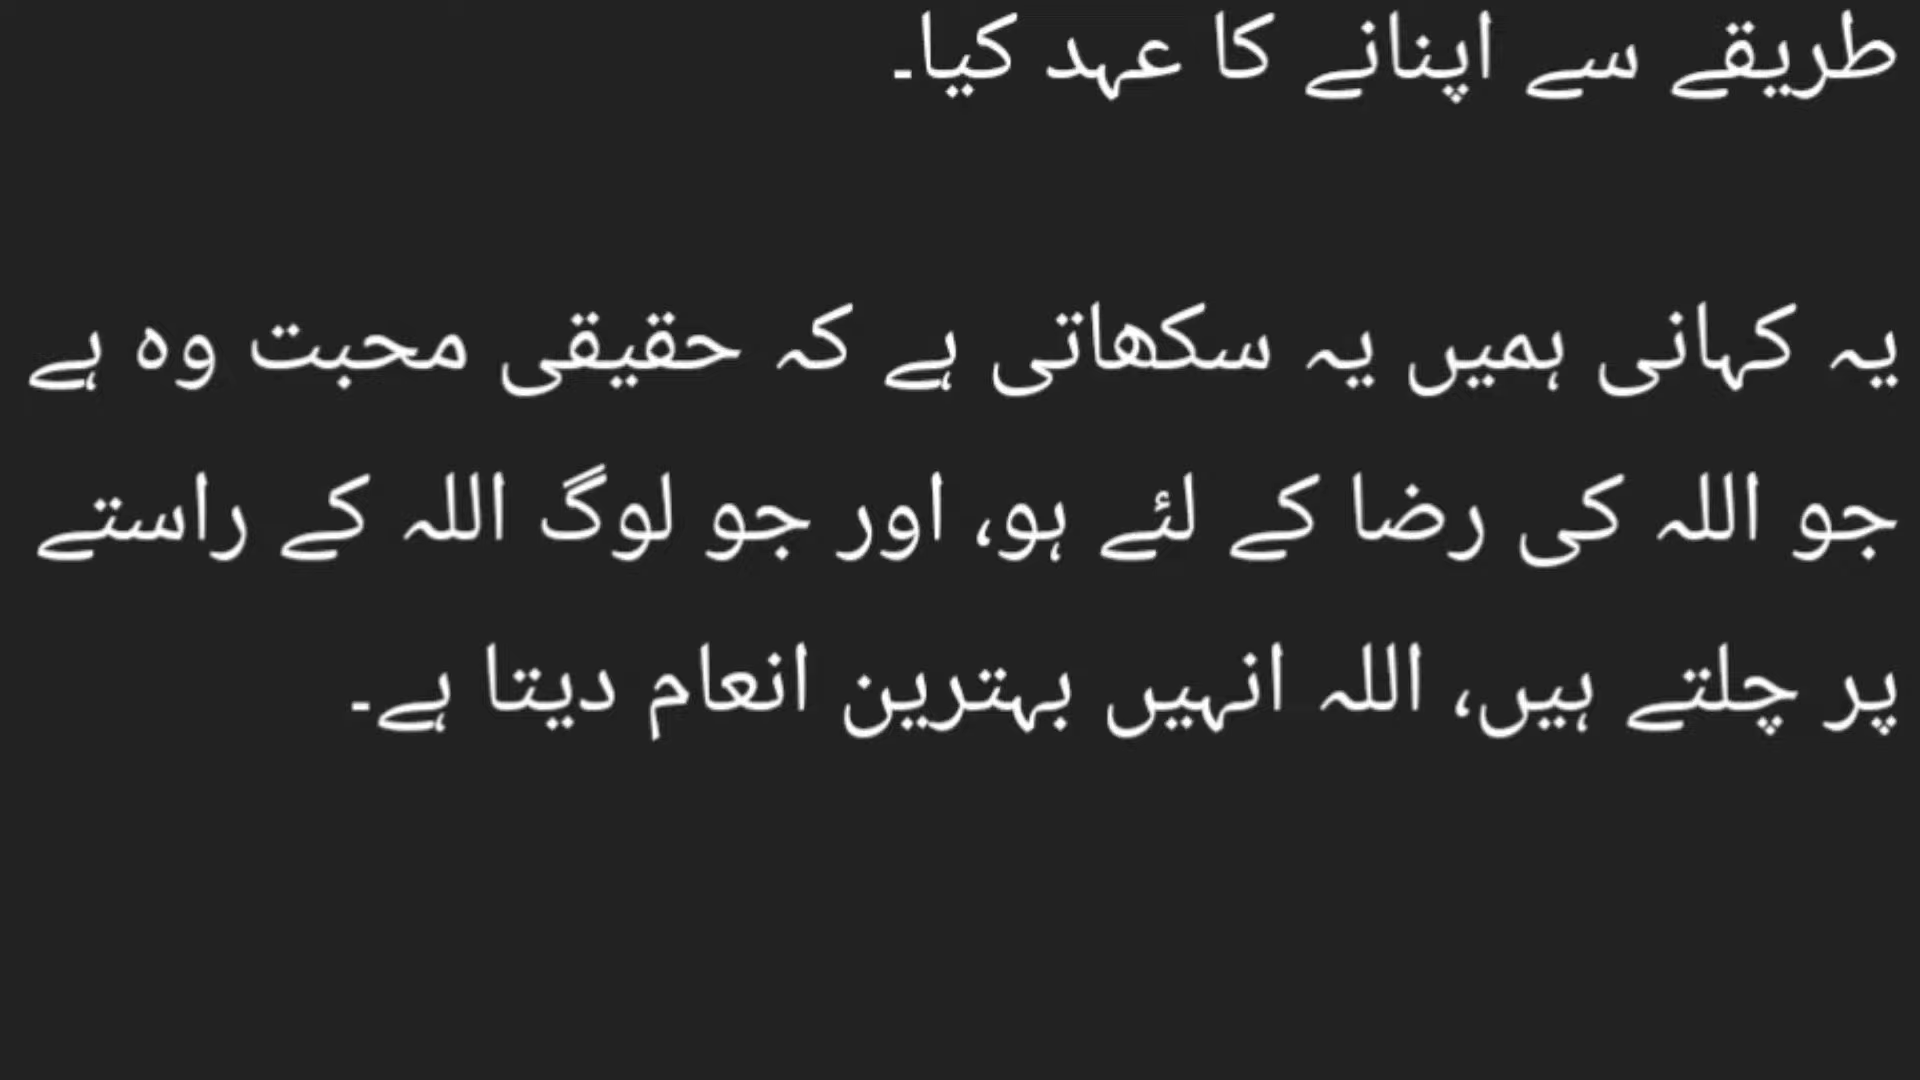 طریقے سے اپنانے کا عہد کیا۔
یہ کہانی ہمیں یہ سکھاتی ہے کہ حقیقی محبت وہ ہے
جو اللہ کی رضا کے لئے ہو، اور جو لوگ اللہ کے راستے
پر چلتے ہیں، اللہ انہیں بہترین انعام دیتا ہے۔